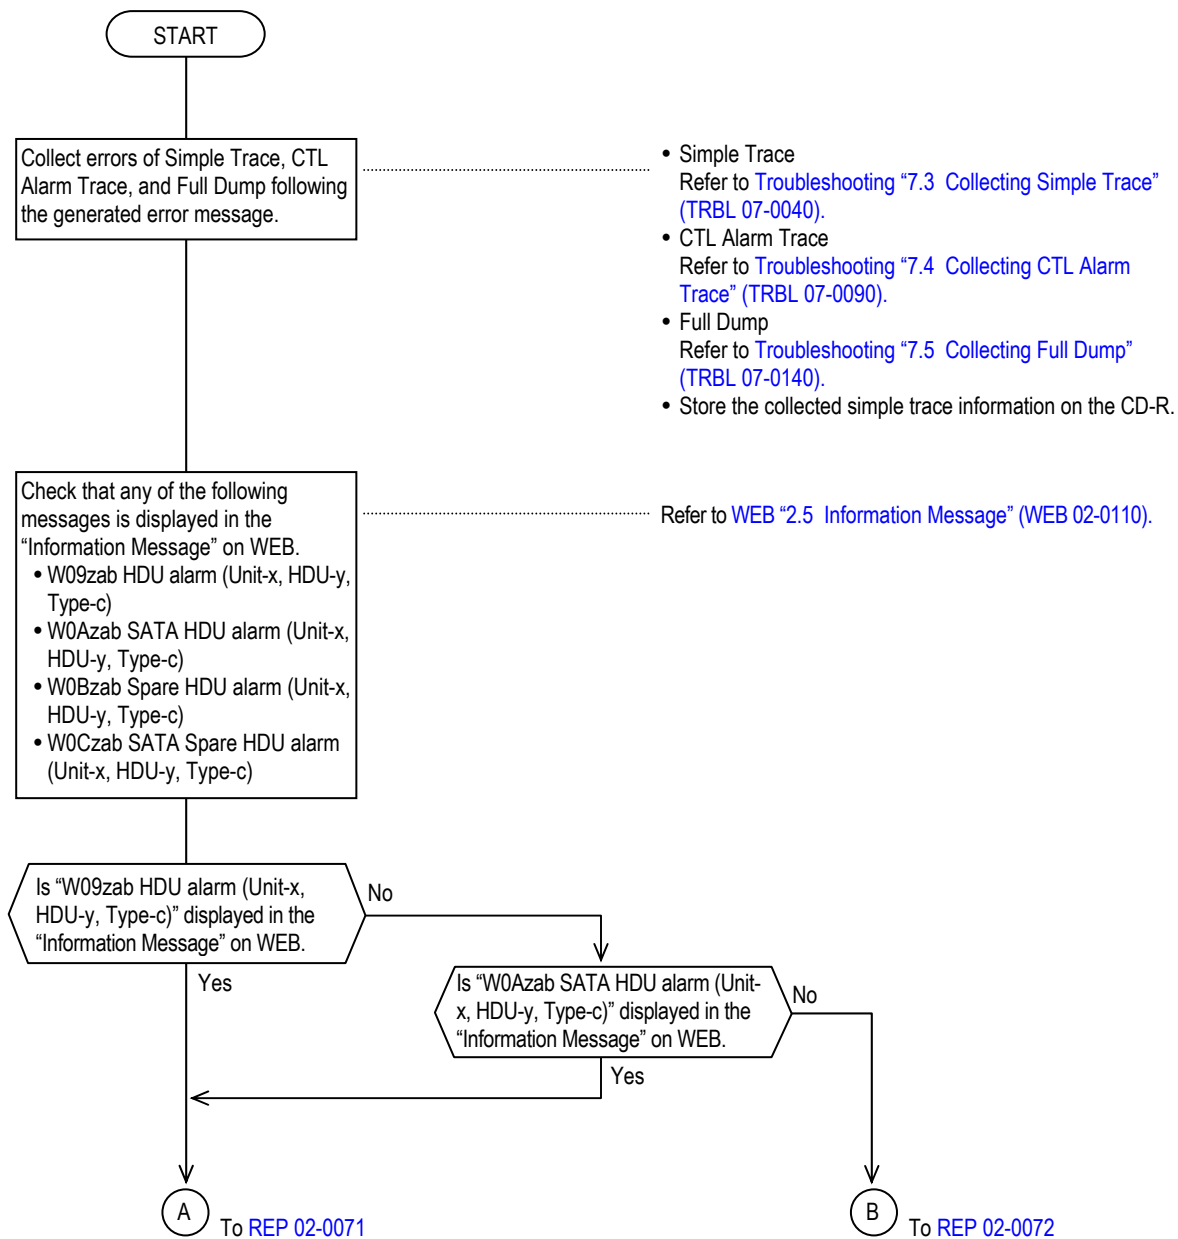 START
Collect errors of Simple Trace, CTL
Alarm Trace, and Full Dump following
the generated error message.
• Simple Trace
Refer to Troubleshooting “7.3 Collecting Simple Trace”
(TRBL 07-0040).
• CTL Alarm Trace
Refer to Troubleshooting “7.4 Collecting CTL Alarm
Trace” (TRBL 07-0090).
• Full Dump
Refer to Troubleshooting “7.5 Collecting Full Dump”
(TRBL 07-0140).
• Store the collected simple trace information on the CD-R.
Check that any of the following
messages is displayed in the
“Information Message” on WEB.
• W09zab HDU alarm (Unit-x, HDU-y,
Type-c)
• W0Azab SATA HDU alarm (Unit-x,
HDU-y, Type-c)
• W0Bzab Spare HDU alarm (Unit-x,
HDU-y, Type-c)
• W0Czab SATA Spare HDU alarm
(Unit-x, HDU-y, Type-c)
Refer to WEB “2.5 Information Message” (WEB 02-0110).
Is “W09zab HDU alarm (Unit-x,
HDU-y, Type-c)” displayed in the
“Information Message” on WEB.
No
Yes
Is “W0Azab SATA HDU alarm (Unit-
x, HDU-y, Type-c)” displayed in the
“Information Message” on WEB.
No
Yes
A
To REP 02-0071
B
To REP 02-0072